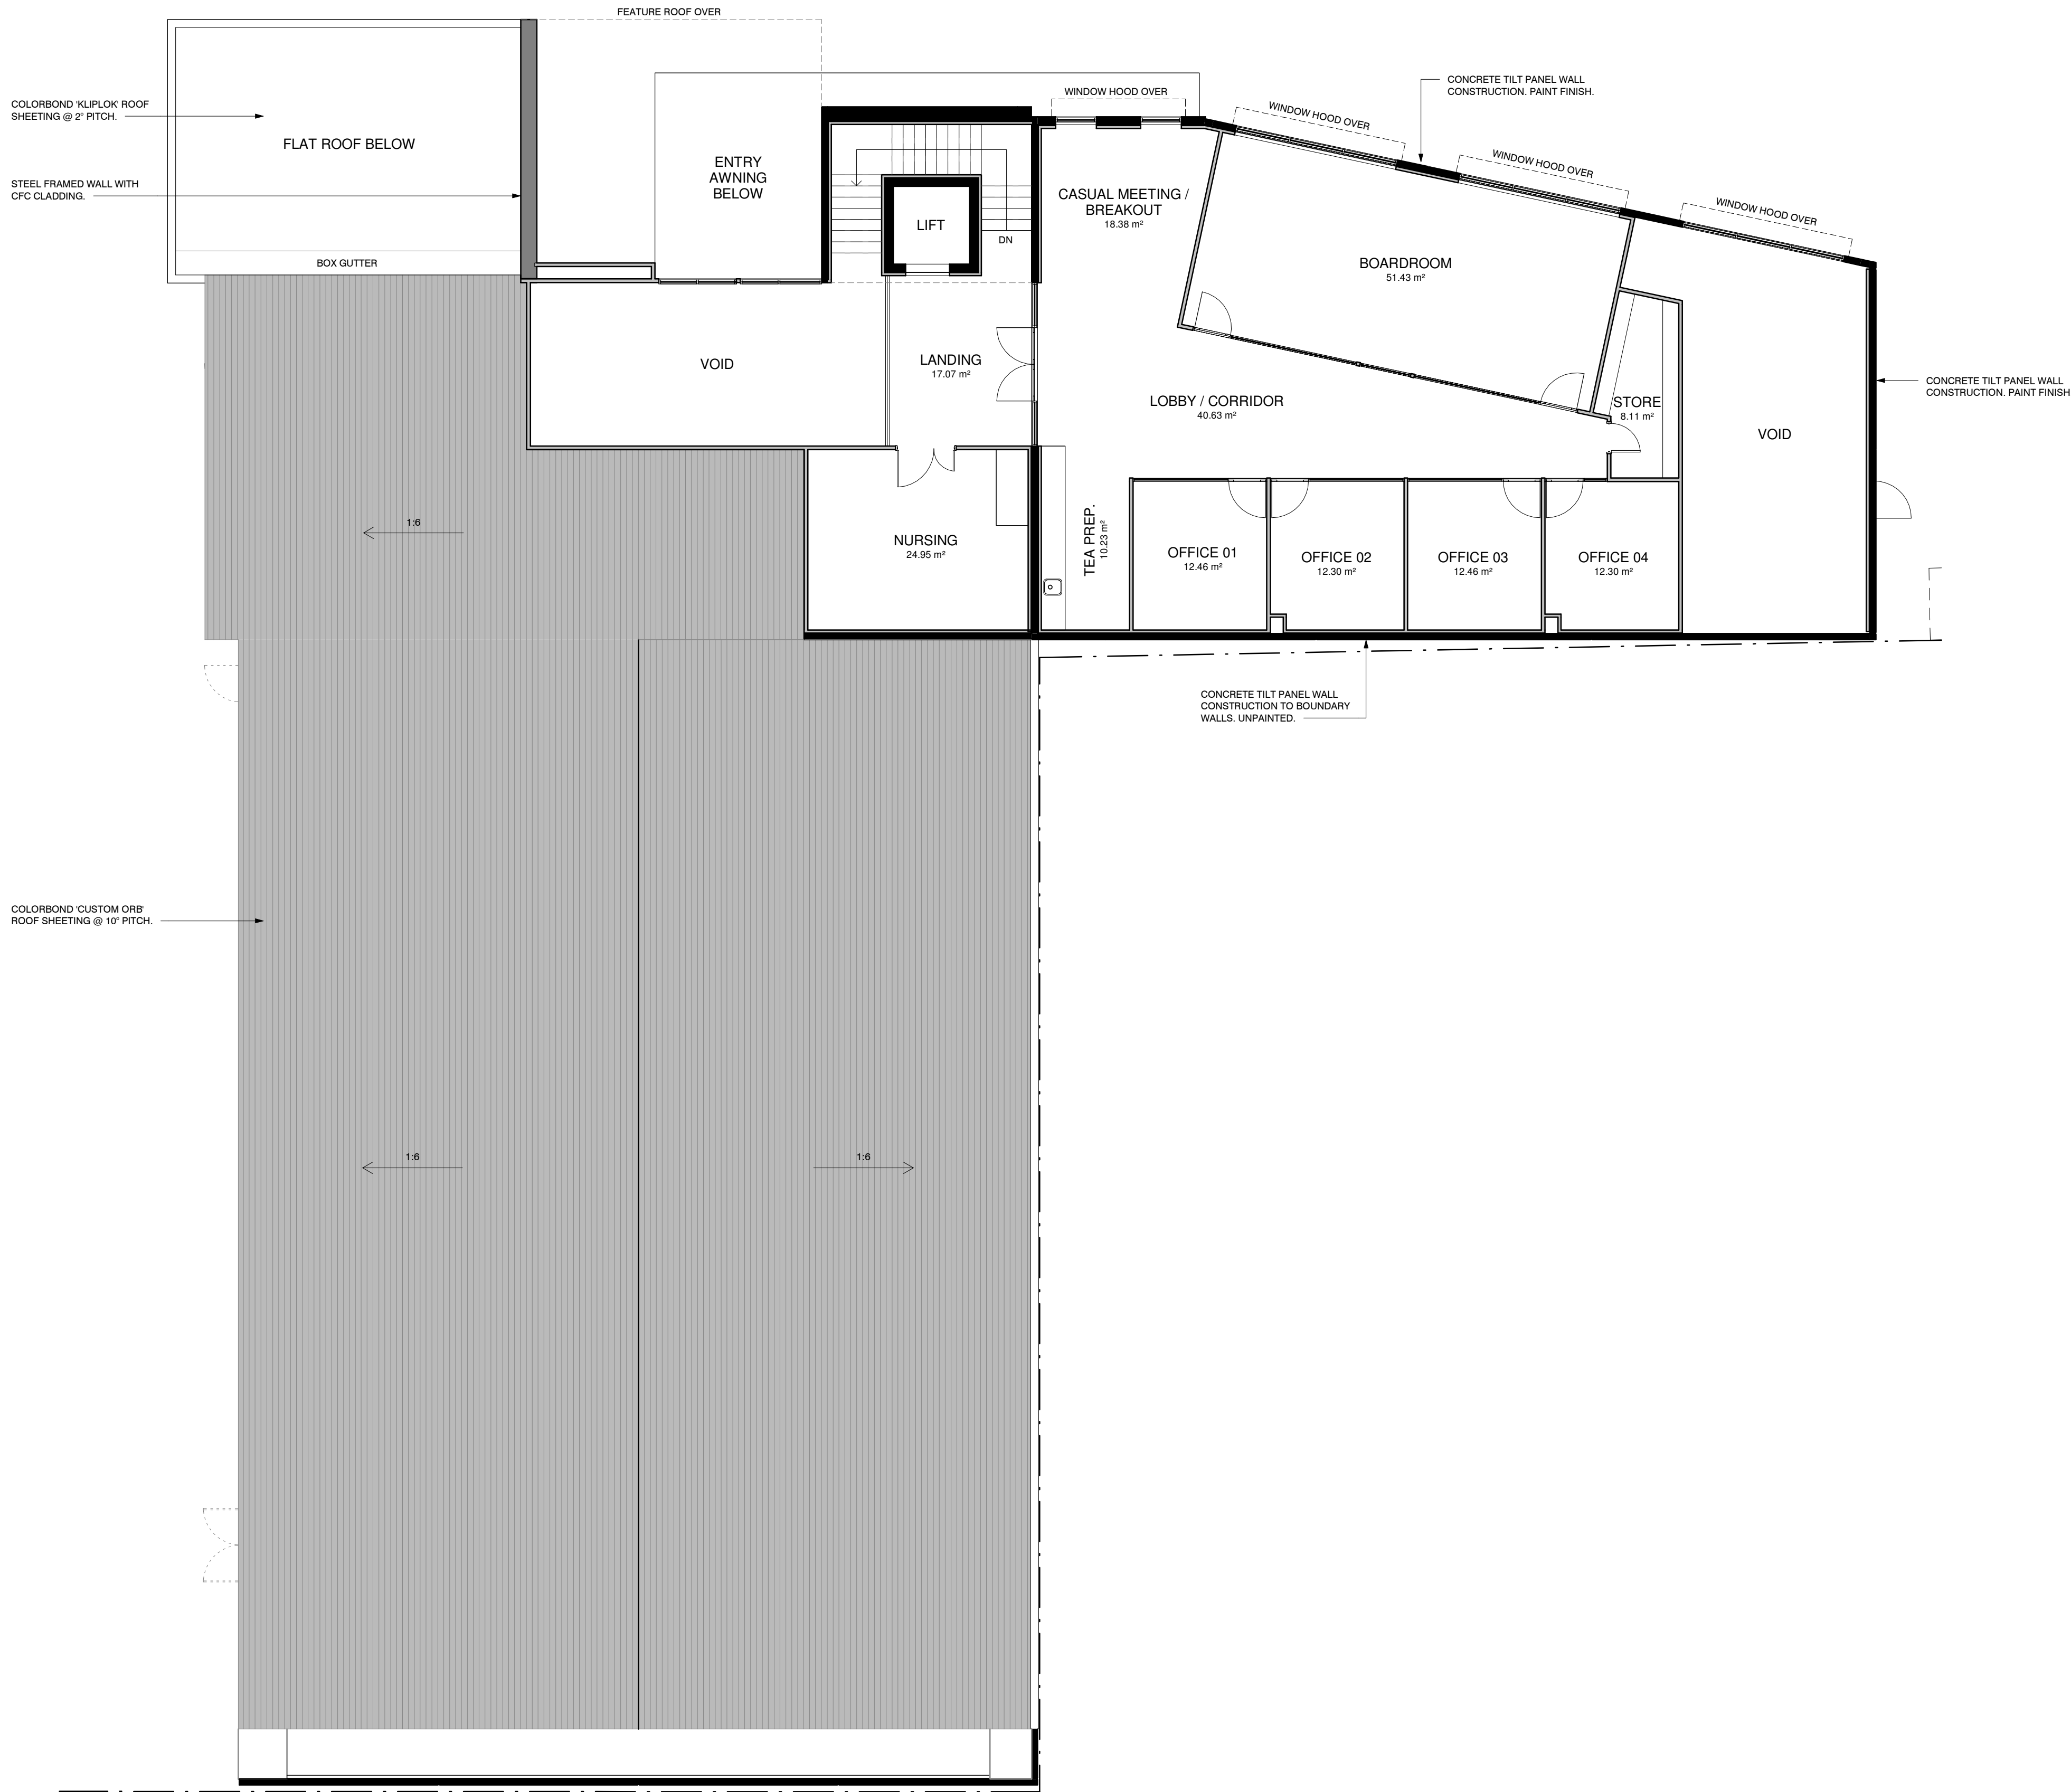 FEATURE ROOF OVER
COLORBOND 'KLIPLOK' ROOF
SHEETING @ 2° PITCH.
FLAT ROOF BELOW
STEEL FRAMED WALL WITH
CFC CLADDING.
BOX GUTTER
ENTRY
AWNING
BELOW
WINDOW HOOD OVER
WINDOW HOOD OVER
WINDOW HOOD OVER
WINDOW HOOD OVER
CONCRETE TILT PANEL WALL
CONSTRUCTION. PAINT FINISH.
LIFT
DN
CASUAL MEETING /
BREAKOUT
18.38 m²
BOARDROOM
51.43 m²
VOID
LANDING
17.07 m²
LOBBY / CORRIDOR
40.63 m²
STORE
8.11 m²
VOID
CONCRETE TILT PANEL WALL
CONSTRUCTION. PAINT FINISH
1:6
NURSING
24.95 m²
TEA PREP.
10.23 m²
OFFICE 01
12.46 m²
OFFICE 02
12.30 m²
OFFICE 03
12.46 m²
OFFICE 04
12.30 m²
CONCRETE TILT PANEL WALL
CONSTRUCTION TO BOUNDARY
WALLS. UNPAINTED.
COLORBOND 'CUSTOM ORB'
ROOF SHEETING @ 10° PITCH.
1:6
1:6